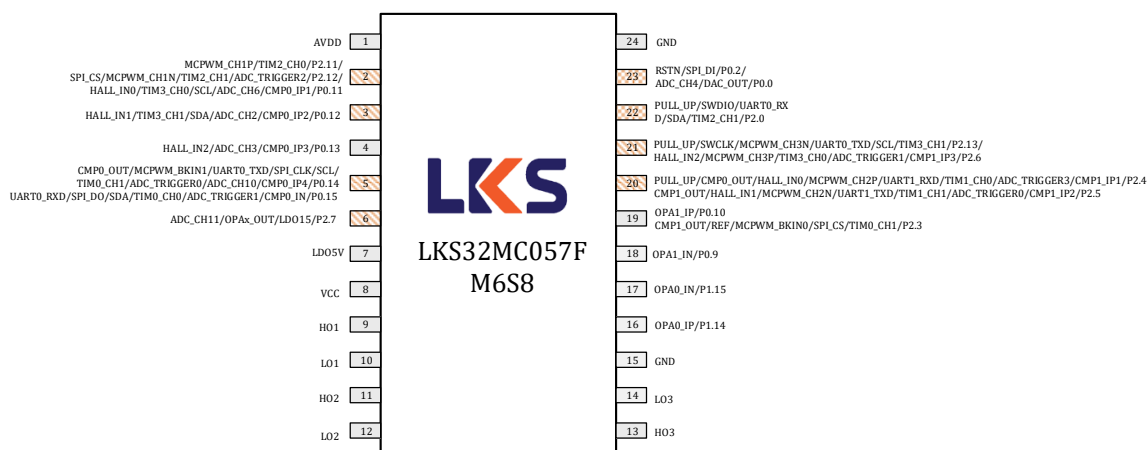 AVDD 1
MCPWM_CH1P/TIM2_CH0/P2.11/
SPI_CS/MCPWM_CH1N/TIM2_CH1/ADC_TRIGGER2/P2.12/ 2
HALL_IN0/TIM3_CH0/SCL/ADC_CH6/CMP0_IP1/P0.11
HALL_IN1/TIM3_CH1/SDA/ADC_CH2/CMP0_IP2/P0.12 3
HALL_IN2/ADC_CH3/CMP0_IP3/P0.13 4
CMP0_OUT/MCPWM_BKIN1/UART0_TXD/SPI_CLK/SCL/
TIM0_CH1/ADC_TRIGGER0/ADC_CH10/CMP0_IP4/P0.14 5
UART0_RXD/SPI_DO/SDA/TIM0_CH0/ADC_TRIGGER1/CMP0_IN/P0.15
ADC_CH11/OPAx_OUT/LDO15/P2.7 6
LDO5V 7
VCC 8
HO1 9
LO1 10
HO2 11
LO2 12
LKS
LKS32MC057F
M6S8
24 GND
23 RSTN/SPI_DI/P0.2/
ADC_CH4/DAC_OUT/P0.0
22 PULL_UP/SWDIO/UART0_RX
D/SDA/TIM2_CH1/P2.0
21 PULL_UP/SWCLK/MCPWM_CH3N/UART0_TXD/SCL/TIM3_CH1/P2.13/
HALL_IN2/MCPWM_CH3P/TIM3_CH0/ADC_TRIGGER1/CMP1_IP3/P2.6
20 PULL_UP/CMP0_OUT/HALL_IN0/MCPWM_CH2P/UART1_RXD/TIM1_CH0/ADC_TRIGGER3/CMP1_IP1/P2.4
CMP1_OUT/HALL_IN1/MCPWM_CH2N/UART1_TXD/TIM1_CH1/ADC_TRIGGER0/CMP1_IP2/P2.5
19 OPA1_IP/P0.10
CMP1_OUT/REF/MCPWM_BKIN0/SPI_CS/TIM0_CH1/P2.3
18 OPA1_IN/P0.9
17 OPA0_IN/P1.15
16 OPA0_IP/P1.14
15 GND
14 LO3
13 HO3